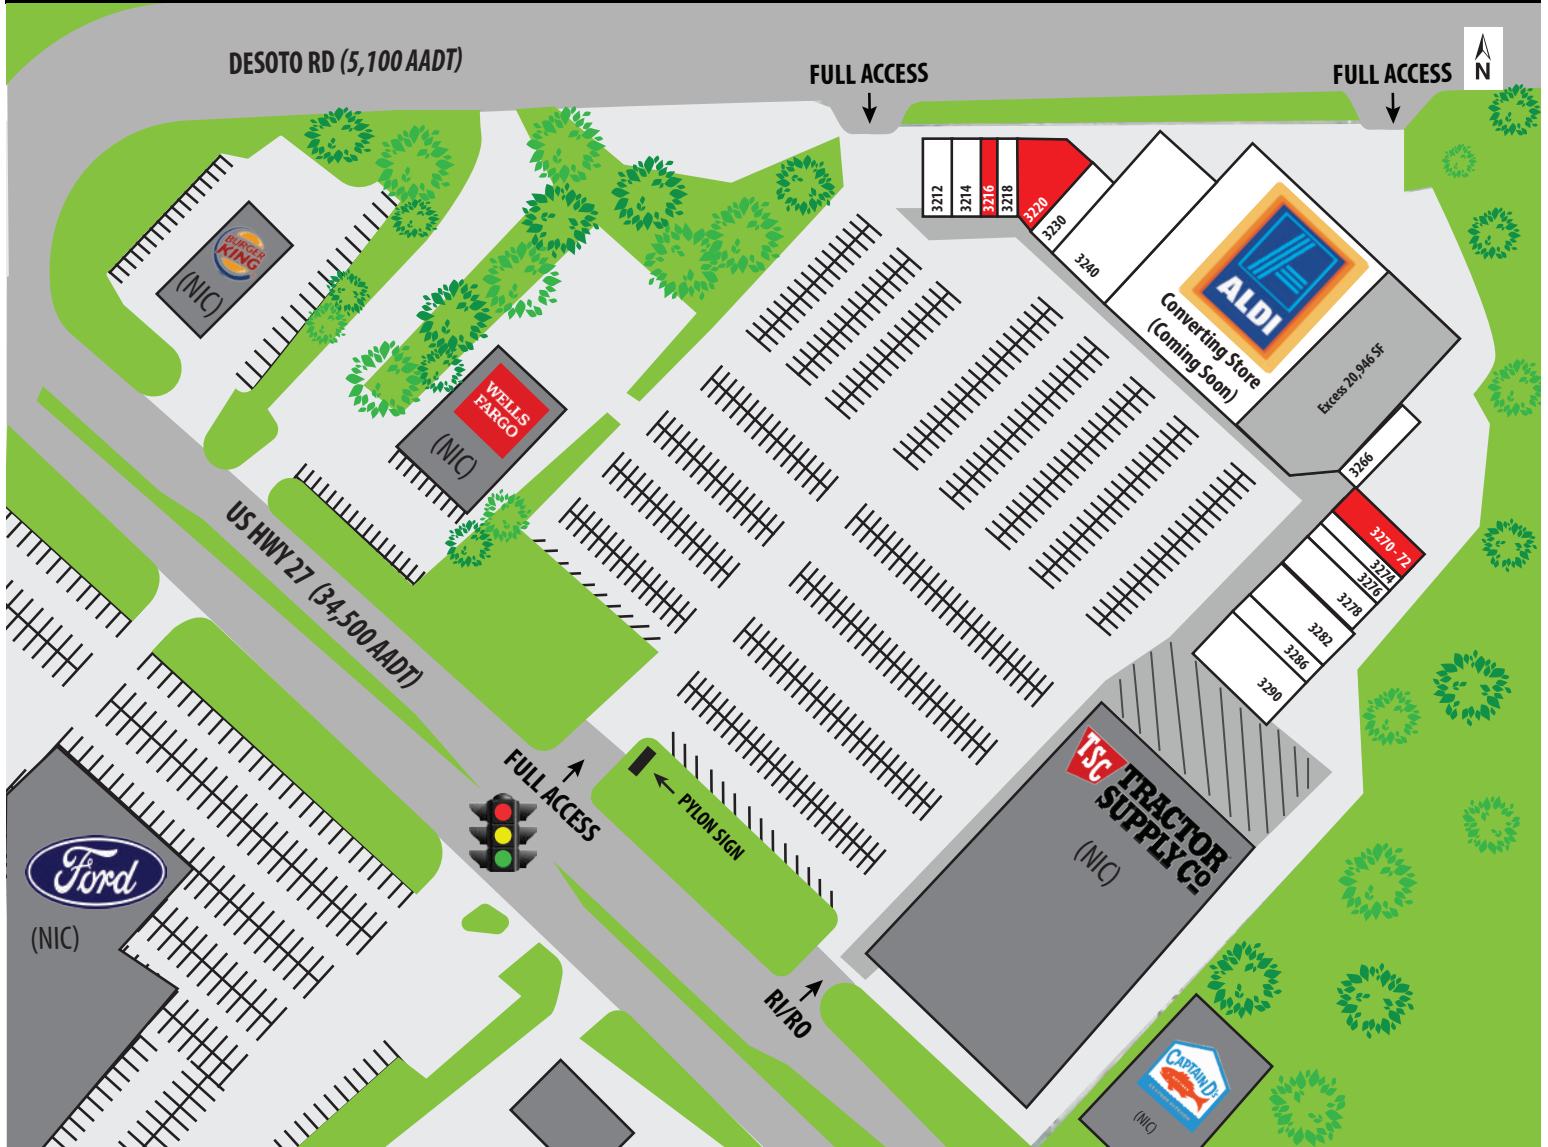 DESOTO RD (5,100 AADT)
FULL ACCESS
FULL ACCESS
N
3212
3214
3216
3218
3220
3230
3240
BURGER
KING
(NIC)
ALDI
Converting Store
(Coming Soon)
Excess 20,946 SF
WELLS
FARGO
(NIC)
3266
3270 - 72
3274
3276
3278
3282
3286
3290
US HWY 27 (34,500 AADT)
FULL ACCESS
PYLON SIGN
TSC
TRACTOR
SUPPLY CO
(NIC)
Ford
(NIC)
RI/RO
CAPTAIN D's
(NIC)